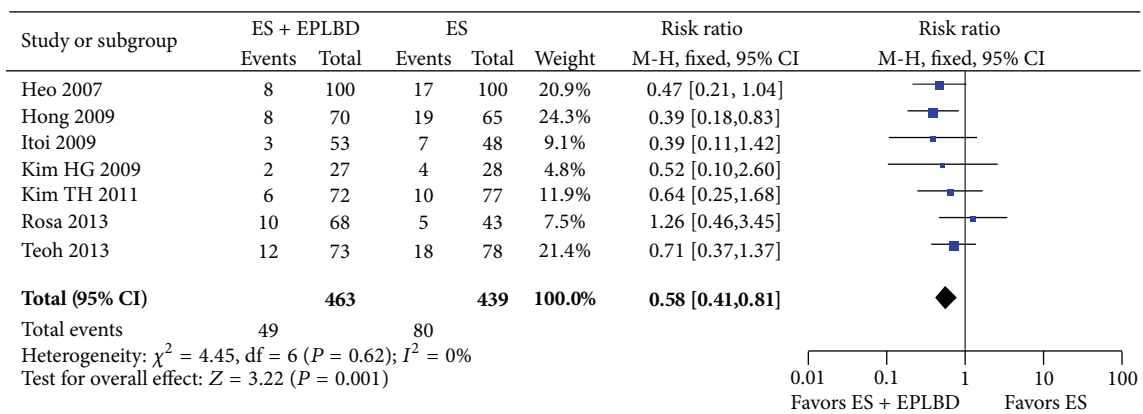 Study or subgroup ES + EPLBD ES Risk ratio Risk ratio
Events Total Events Total Weight M-H, fixed, 95% CI M-H, fixed, 95% CI
Heo 2007 8 100 17 100 20.9% 0.47 [0.21, 1.04]
Hong 2009 8 70 19 65 24.3% 0.39 [0.18,0.83]
Itoi 2009 3 53 7 48 9.1% 0.39 [0.11,1.42]
Kim HG 2009 2 27 4 28 4.8% 0.52 [0.10,2.60]
Kim TH 2011 6 72 10 77 11.9% 0.64 [0.25,1.68]
Rosa 2013 10 68 5 43 7.5% 1.26 [0.46,3.45]
Teoh 2013 12 73 18 78 21.4% 0.71 [0.37,1.37]
Total (95% CI) 463 439 100.0% 0.58 [0.41,0.81]
Total events 49 80
Heterogeneity: χ² = 4.45, df = 6 (P = 0.62); I² = 0%
Test for overall effect: Z = 3.22 (P = 0.001)
0.01 0.1 1 10 100
Favors ES + EPLBD Favors ES